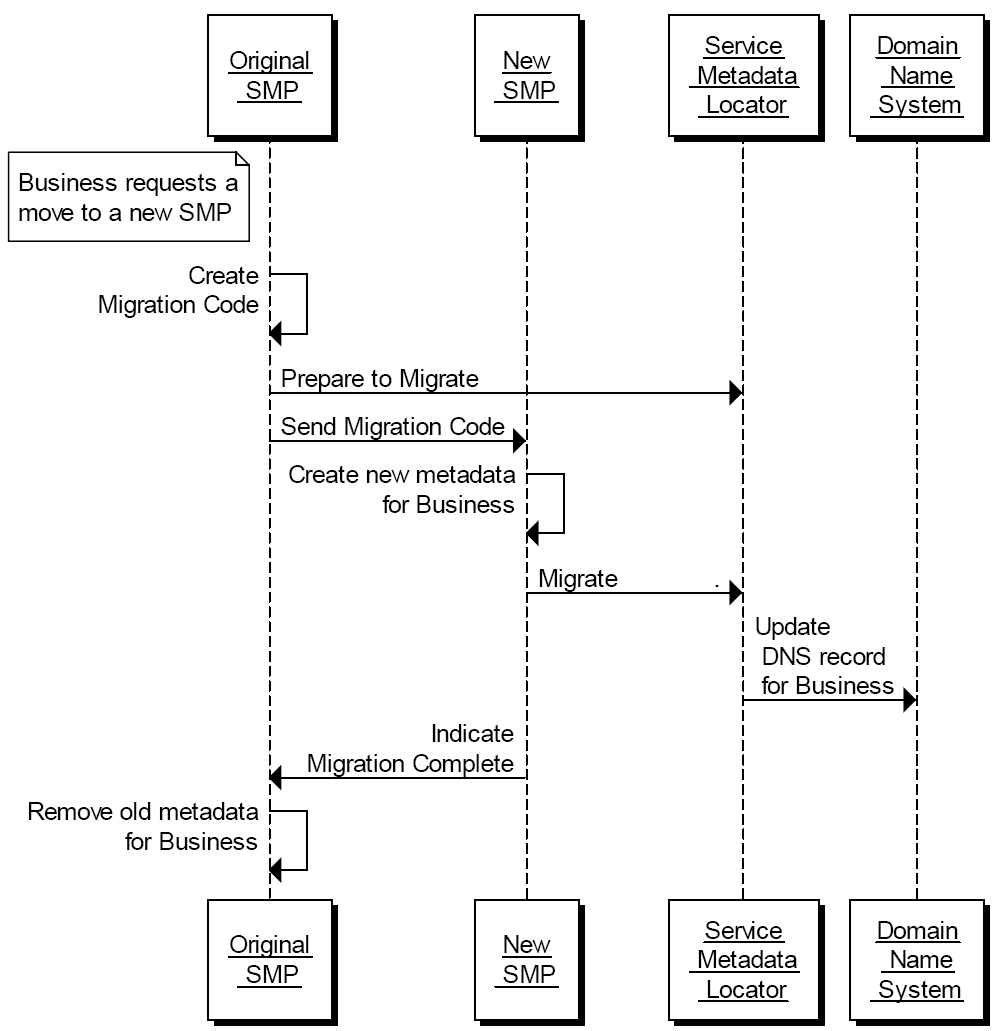 Original
SMP
New
SMP
Service
Metadata
Locator
Domain
Name
System
Business requests a
move to a new SMP
Create
Migration Code
Prepare to Migrate
Send Migration Code
Create new metadata
for Business
Migrate .
Update
DNS record
for Business
Indicate
Migration Complete
Remove old metadata
for Business
Original
SMP
New
SMP
Service
Metadata
Locator
Domain
Name
System